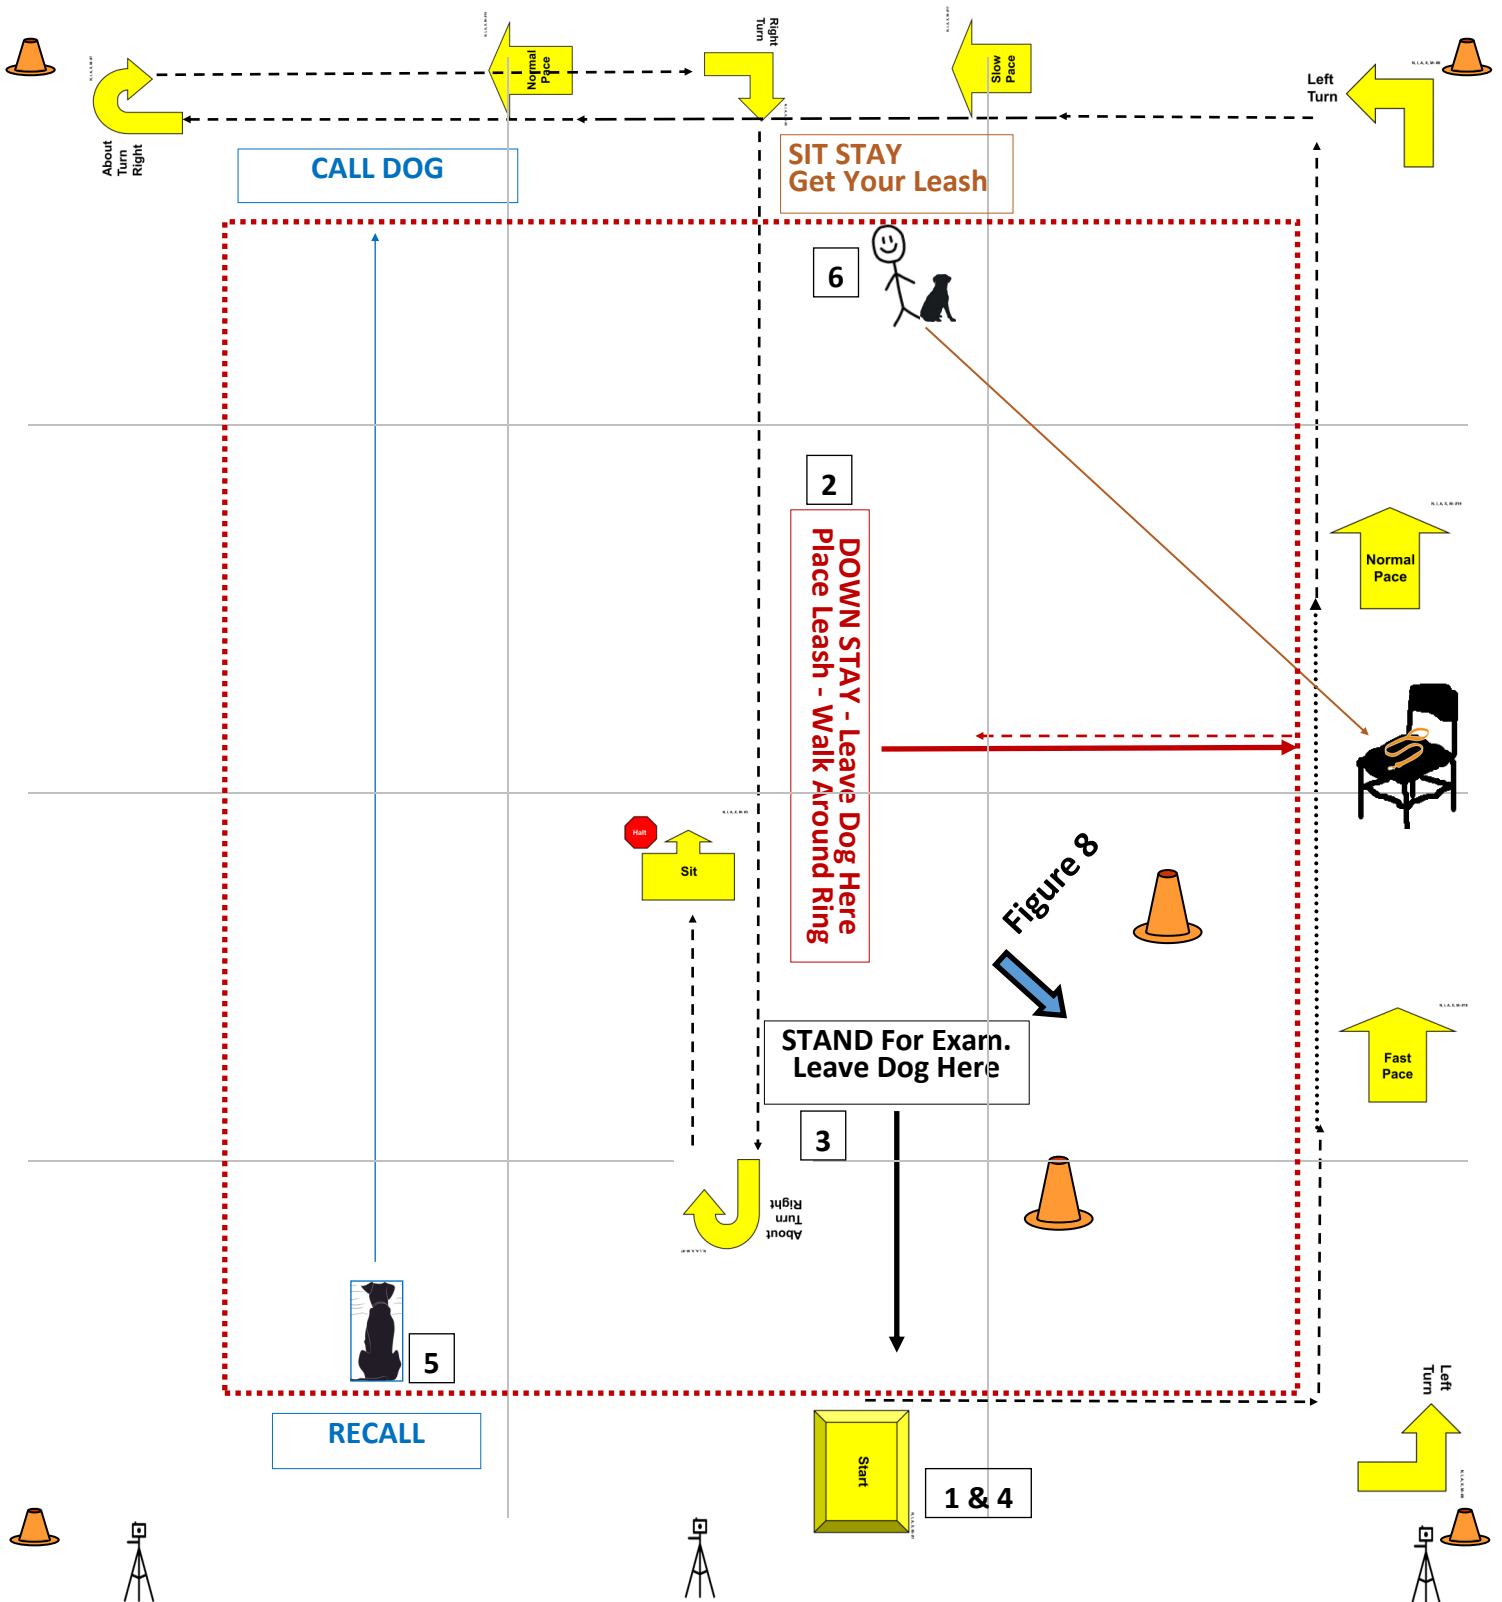 Right
Turn
Normal
Pace
Slow
Pace
Left
Turn
About
Turn
Right
CALL DOG
SIT STAY
Get Your Leash
6
2
DOWN STAY - Leave Dog Here
Place Leash - Walk Around Ring
Normal
Pace
Halt
Sit
Figure 8
STAND For Exam.
Leave Dog Here
Fast
Pace
3
About
Turn
Right
5
RECALL
Left
Turn
Start
1 & 4